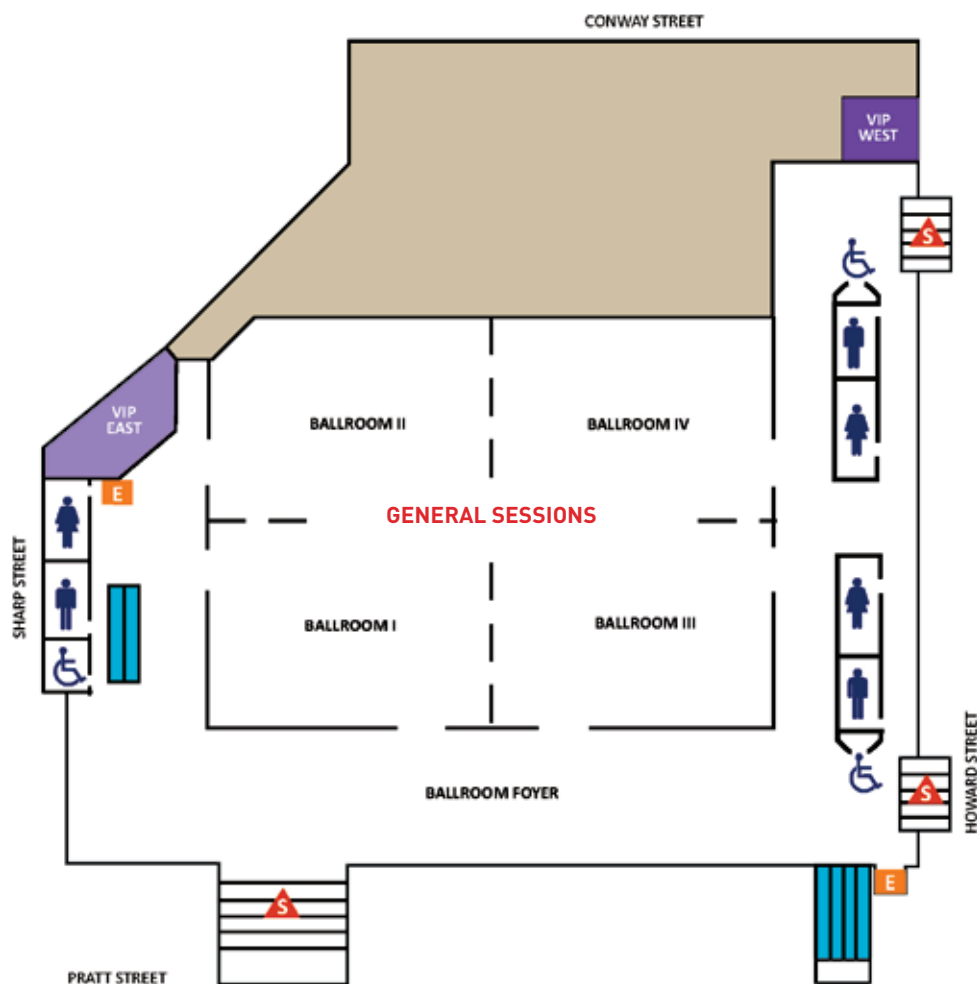 CONWAY STREET
VIP
WEST
S
VIP
EAST
BALLROOM II
BALLROOM IV
E
GENERAL SESSIONS
SHARP STREET
BALLROOM I
BALLROOM III
HOWARD STREET
BALLROOM FOYER
S
E
S
PRATT STREET